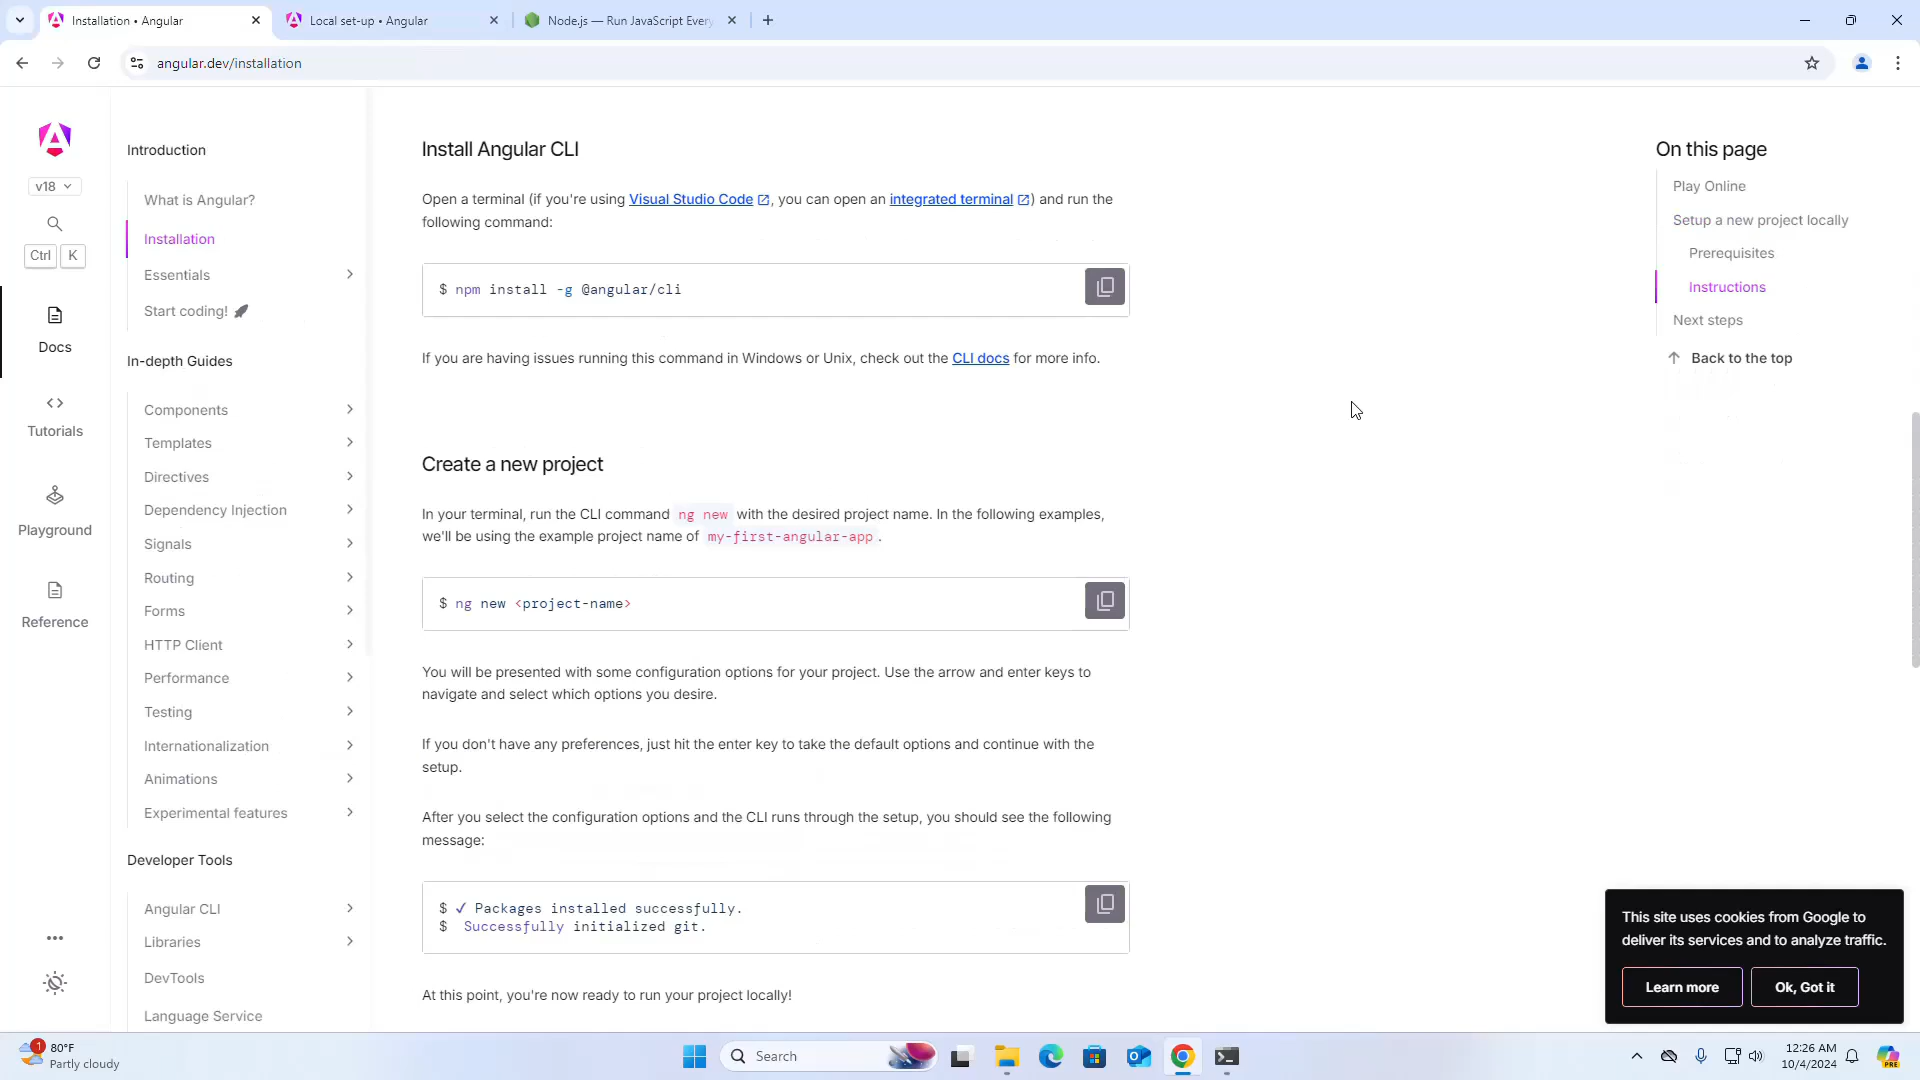 Installation • Angular
Local set-up • Angular
Node.js — Run JavaScript Every
angular.dev/installation
v18
Ctrl K
Docs
Tutorials
Playground
Reference
Introduction
What is Angular?
Installation
Essentials
Start coding!
In-depth Guides
Components
Templates
Directives
Dependency Injection
Signals
Routing
Forms
HTTP Client
Performance
Testing
Internationalization
Animations
Experimental features
Developer Tools
Angular CLI
Libraries
DevTools
Language Service
Install Angular CLI
Open a terminal (if you're using Visual Studio Code, you can open an integrated terminal) and run the
following command:
$ npm install -g @angular/cli
If you are having issues running this command in Windows or Unix, check out the CLI docs for more info.
Create a new project
In your terminal, run the CLI command ng new with the desired project name. In the following examples,
we'll be using the example project name of my-first-angular-app.
$ ng new <project-name>
You will be presented with some configuration options for your project. Use the arrow and enter keys to
navigate and select which options you desire.
If you don't have any preferences, just hit the enter key to take the default options and continue with the
setup.
After you select the configuration options and the CLI runs through the setup, you should see the following
message:
$ ✓ Packages installed successfully.
$ Successfully initialized git.
At this point, you're now ready to run your project locally!
On this page
Play Online
Setup a new project locally
Prerequisites
Instructions
Next steps
Back to the top
This site uses cookies from Google to
deliver its services and to analyze traffic.
Learn more
Ok, Got it
1
80°F
Partly cloudy
Search
12:26 AM
10/4/2024
PRE